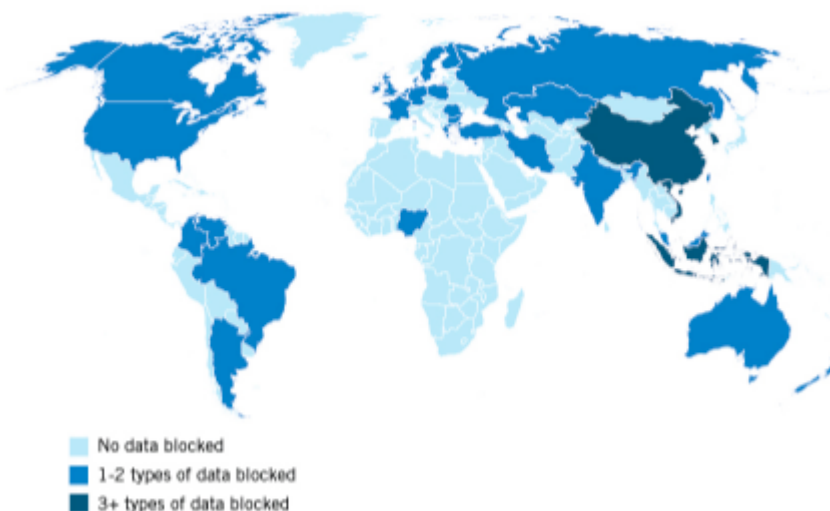 No data blocked
1-2 types of data blocked
3+ types of data blocked